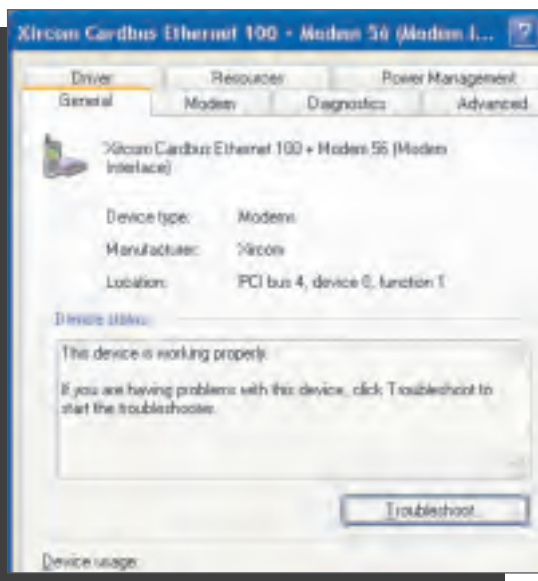 Xircom Cardbus Ethernet 100 + Modem 56 (Modem I... ?
Driver Resources Power Management
General Modem Diagnostics Advanced
Xircom Cardbus Ethernet 100 + Modem 56 (Modem
Interface)
Device type: Modems
Manufacturer: Xircom
Location: PCI bus 4, device 0, function 1
Device status
This device is working properly.
If you are having problems with this device, click Troubleshoot to
start the troubleshooter.
Troubleshoot...
Device usage: